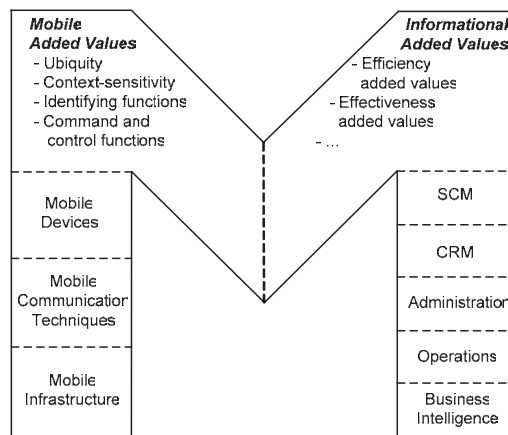 Mobile
Added Values
- Ubiquity
- Context-sensitivity
- Identifying functions
- Command and
control functions
Informational
Added Values
- Efficiency
added values
- Effectiveness
added values
- ...
Mobile
Devices
Mobile
Communication
Techniques
Mobile
Infrastructure
SCM
CRM
Administration
Operations
Business
Intelligence